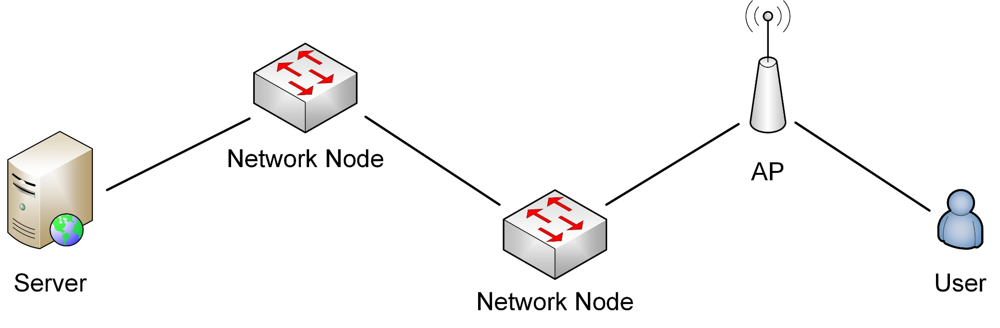 Network Node
AP
Server
User
Network Node